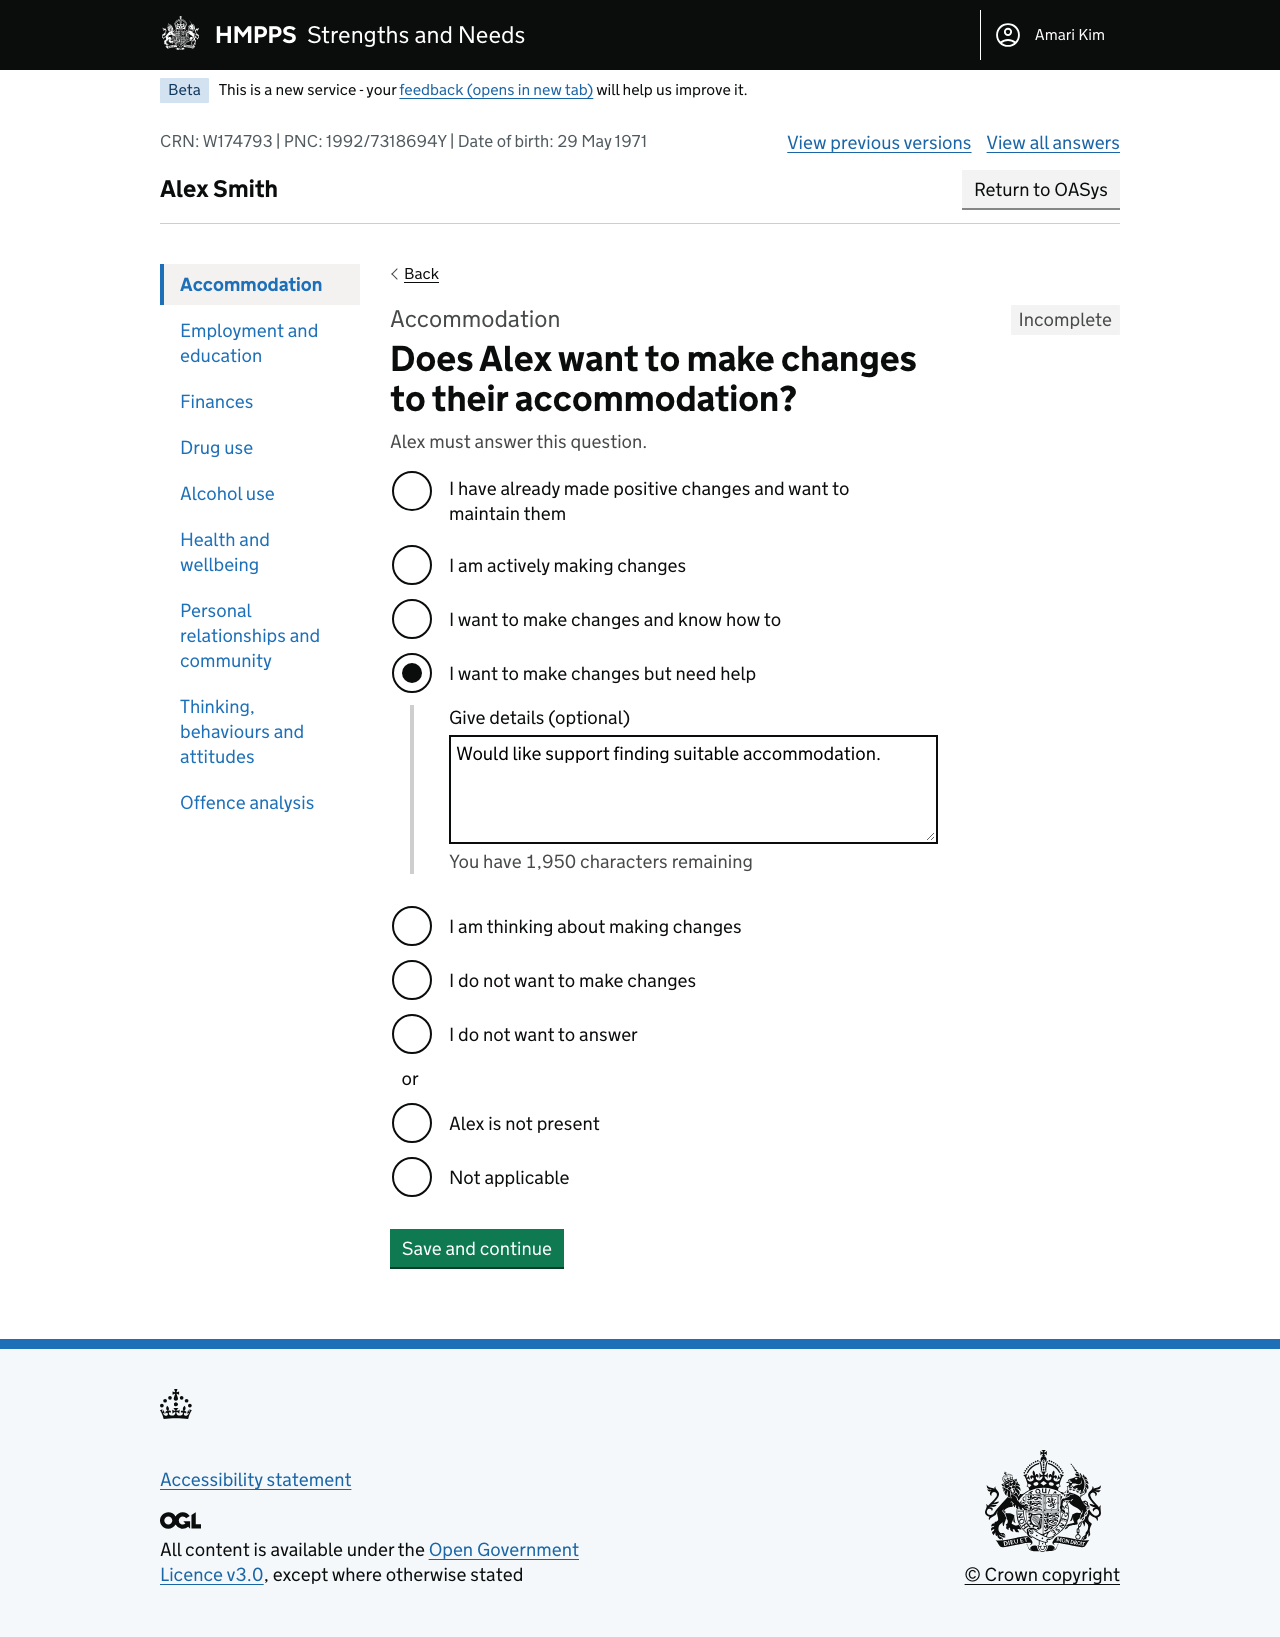 HMPPS Strengths and Needs
Amari Kim
Beta This is a new service - your feedback (opens in new tab) will help us improve it.
CRN: W174793 | PNC: 1992/7318694Y | Date of birth: 29 May 1971
View previous versions View all answers
Alex Smith
Return to OASys
Accommodation
Employment and
education
Finances
Drug use
Alcohol use
Health and
wellbeing
Personal
relationships and
community
Thinking,
behaviours and
attitudes
Offence analysis
Back
Accommodation
Incomplete
Does Alex want to make changes
to their accommodation?
Alex must answer this question.
I have already made positive changes and want to
maintain them
I am actively making changes
I want to make changes and know how to
I want to make changes but need help
Give details (optional)
Would like support finding suitable accommodation.
You have 1,950 characters remaining
I am thinking about making changes
I do not want to make changes
I do not want to answer
or
Alex is not present
Not applicable
Save and continue
Accessibility statement
OGL
All content is available under the Open Government
Licence v3.0, except where otherwise stated
© Crown copyright